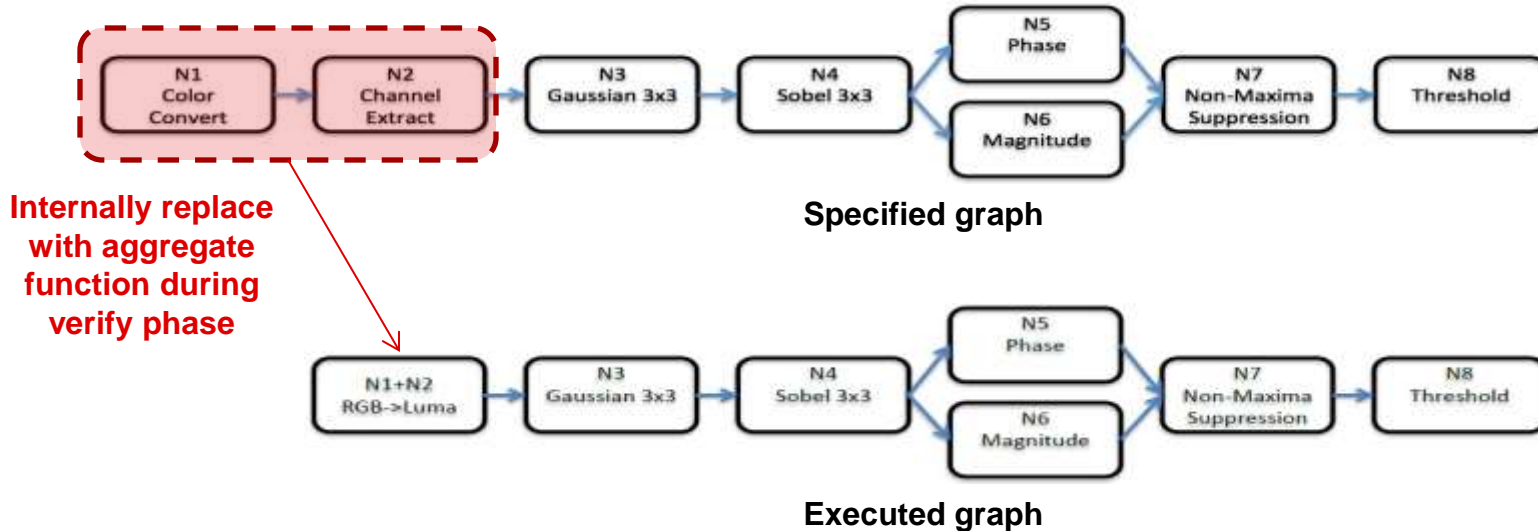 N1
Color
Convert
N2
Channel
Extract
N3
Gaussian 3x3
N4
Sobel 3x3
N5
Phase
N6
Magnitude
N7
Non-Maxima
Suppression
N8
Threshold
Internally replace
with aggregate
function during
verify phase
Specified graph
N1+N2
RGB->Luma
N3
Gaussian 3x3
N4
Sobel 3x3
N5
Phase
N6
Magnitude
N7
Non-Maxima
Suppression
N8
Threshold
Executed graph